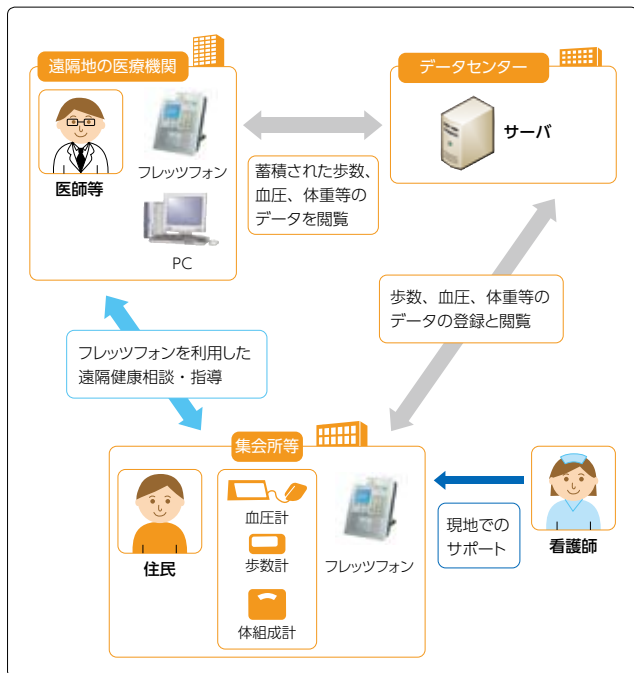 遠隔地の医療機関
医師等
フレッツフォン
PC
データセンター
サーバ
蓄積された歩数、
血圧、体重等の
データを閲覧
歩数、血圧、体重等の
データの登録と閲覧
フレッツフォンを利用した
遠隔健康相談・指導
集会所等
住民
血圧計
歩数計
体組成計
フレッツフォン
現地での
サポート
看護師